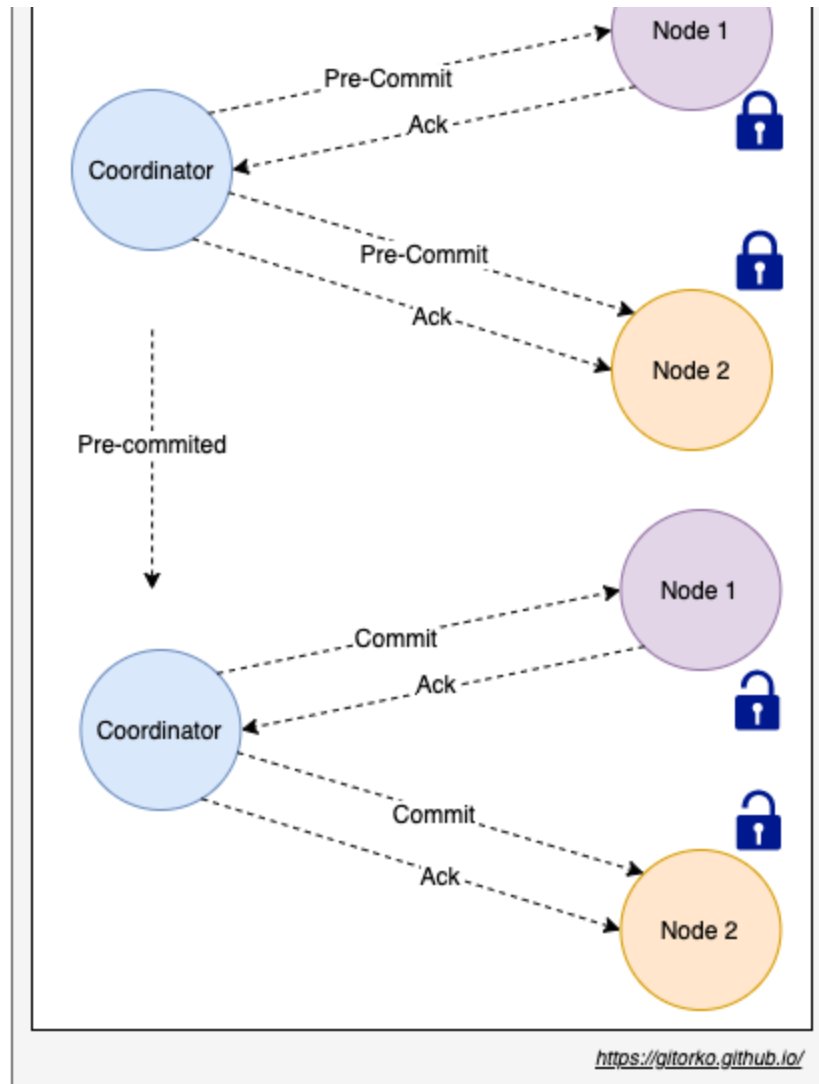 Node 1
Pre-Commit
Ack
Coordinator
Pre-Commit
Ack
Node 2
Pre-commited
Node 1
Commit
Ack
Coordinator
Commit
Ack
Node 2
https://gitorko.github.io/